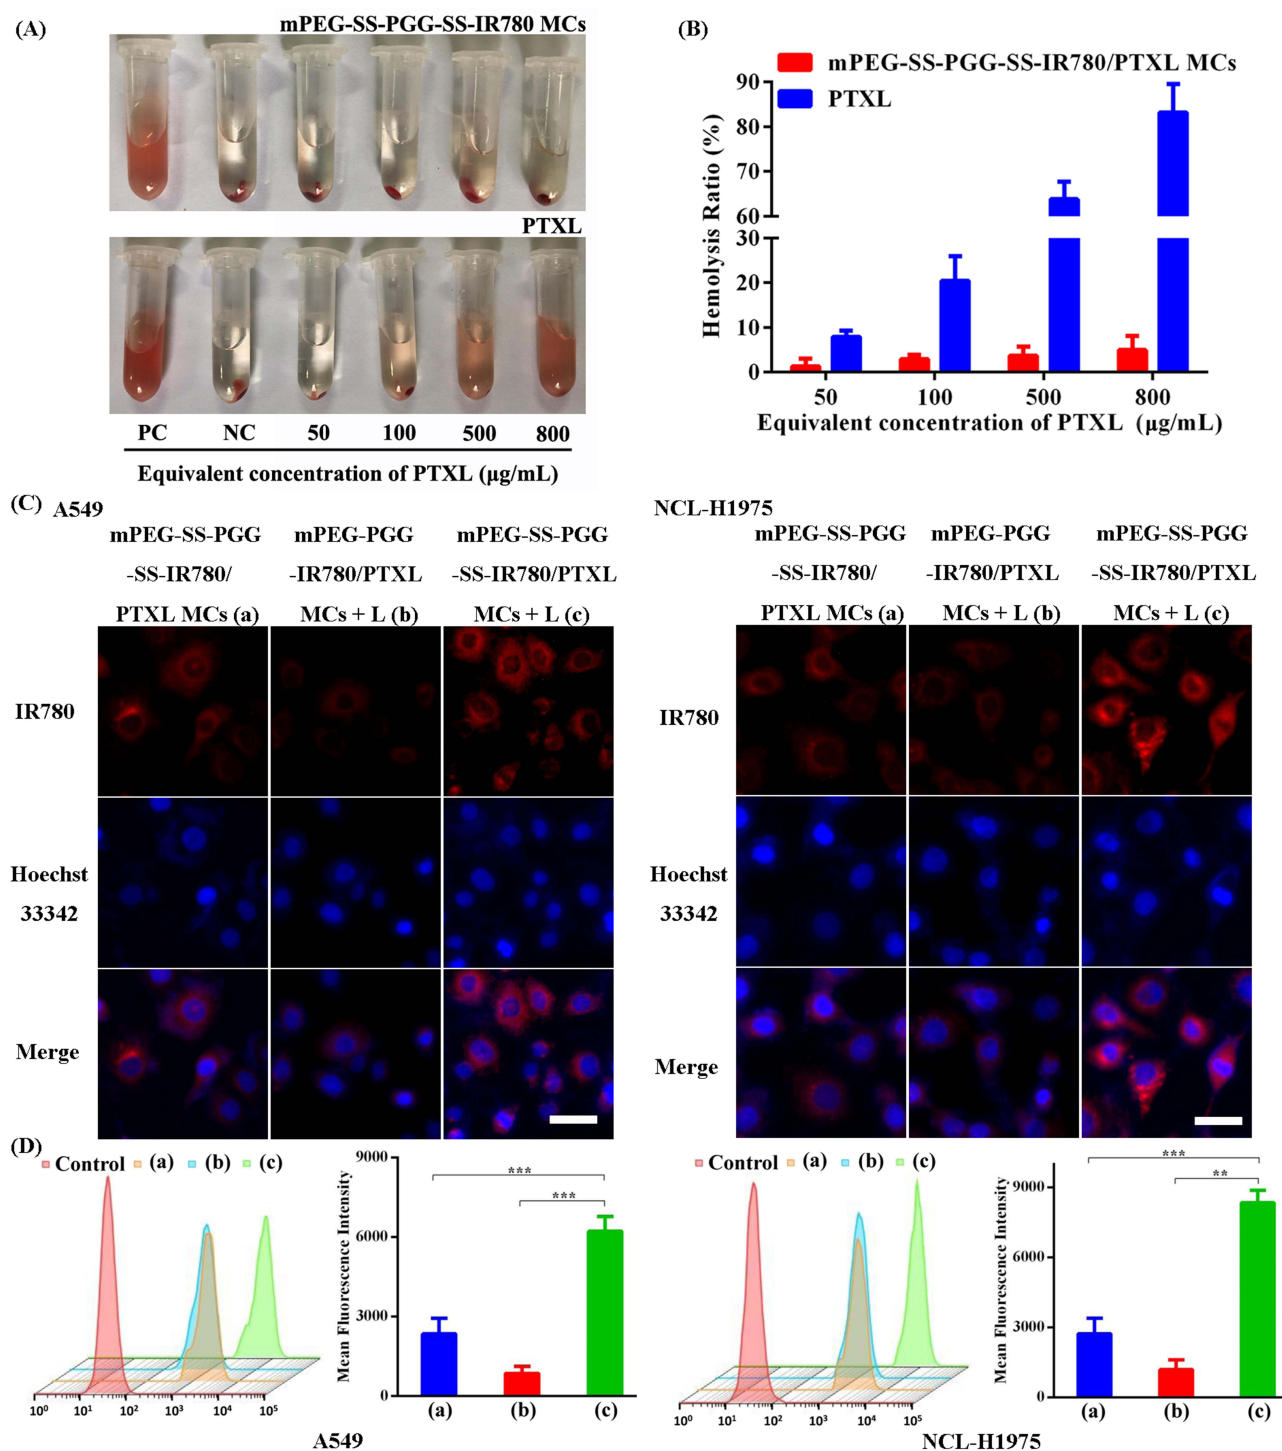 (A)
mPEG-SS-PGG-SS-IR780 MCs
PTXL
PC NC 50 100 500 800
Equivalent concentration of PTXL (μg/mL)
(B)
mPEG-SS-PGG-SS-IR780/PTXL MCs
PTXL
Hemolysis Ratio (%)
90
80
70
60
30
20
10
0
50 100 500 800
Equivalent concentration of PTXL (μg/mL)
(C) A549
mPEG-SS-PGG mPEG-PGG mPEG-SS-PGG
-SS-IR780/ -IR780/PTXL -SS-IR780/PTXL
PTXL MCs (a) MCs + L (b) MCs + L (c)
IR780
Hoechst
33342
Merge
NCL-H1975
mPEG-SS-PGG mPEG-PGG mPEG-SS-PGG
-SS-IR780/ -IR780/PTXL -SS-IR780/PTXL
PTXL MCs (a) MCs + L (b) MCs + L (c)
IR780
Hoechst
33342
Merge
(D)
Control (a) (b) (c)
10⁰ 10¹ 10² 10³ 10⁴ 10⁵
Mean Fluorescence Intensity
9000
6000
3000
0
***
***
(a) (b) (c)
A549
Control (a) (b) (c)
10⁰ 10¹ 10² 10³ 10⁴ 10⁵
Mean Fluorescence Intensity
9000
6000
3000
0
***
**
(a) (b) (c)
NCL-H1975